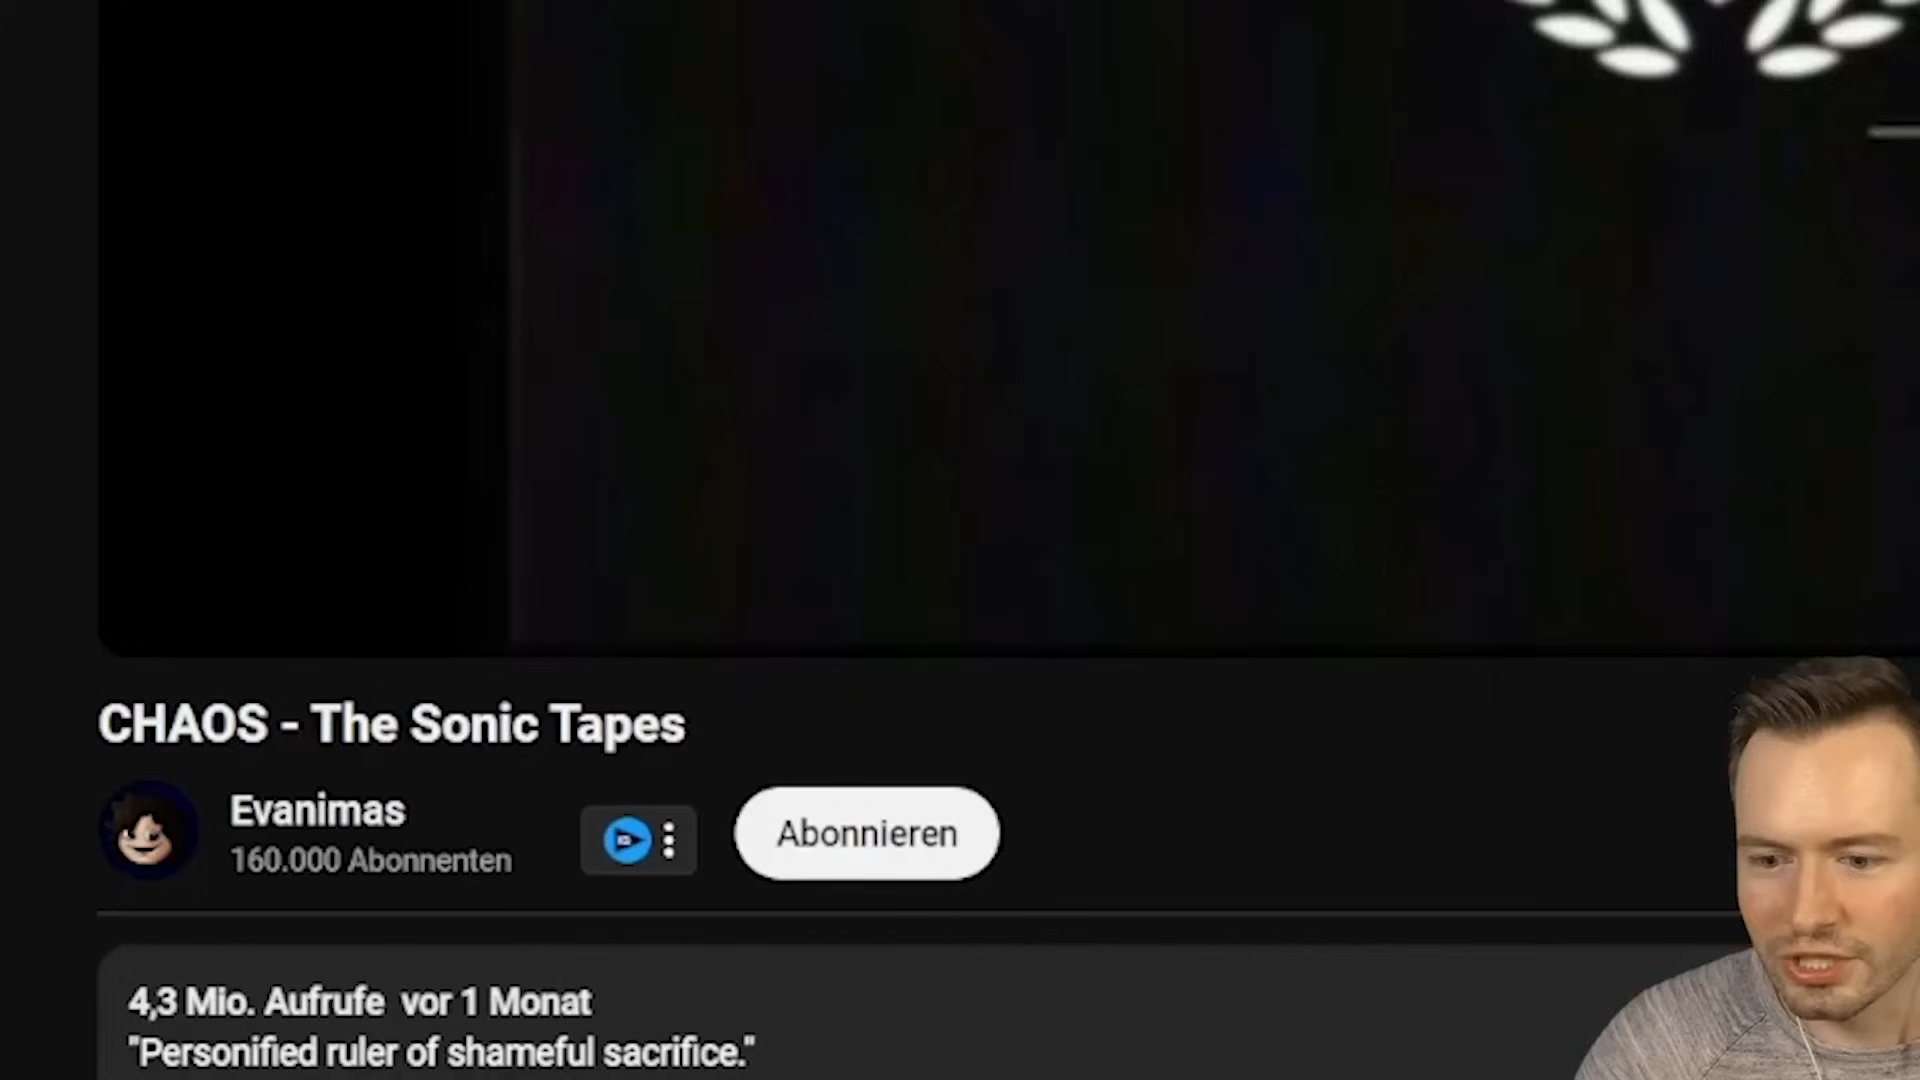 CHAOS - The Sonic Tapes
Evanimas
160.000 Abonnenten
Abonnieren
4,3 Mio. Aufrufe vor 1 Monat
"Personified ruler of shameful sacrifice."